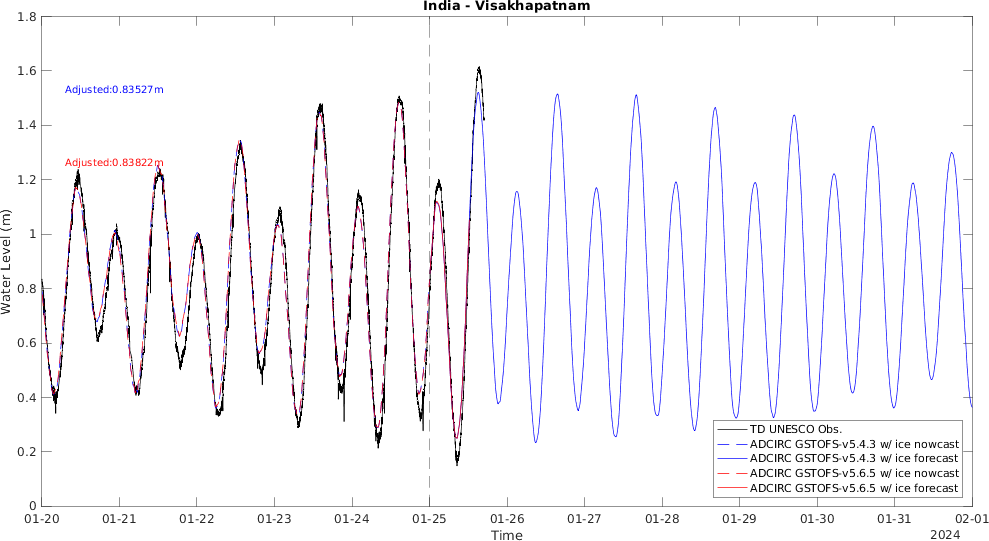 India - Visakhapatnam
1.8
1.6
1.4
1.2
1
0.8
0.6
0.4
0.2
0
Water Level (m)
Adjusted:0.83527m
Adjusted:0.83822m
TD UNESCO Obs.
ADCIRC GSTOFS-v5.4.3 w/ ice nowcast
ADCIRC GSTOFS-v5.4.3 w/ ice forecast
ADCIRC GSTOFS-v5.6.5 w/ ice nowcast
ADCIRC GSTOFS-v5.6.5 w/ ice forecast
01-20 01-21 01-22 01-23 01-24 01-25 01-26 01-27 01-28 01-29 01-30 01-31 02-01
Time
2024